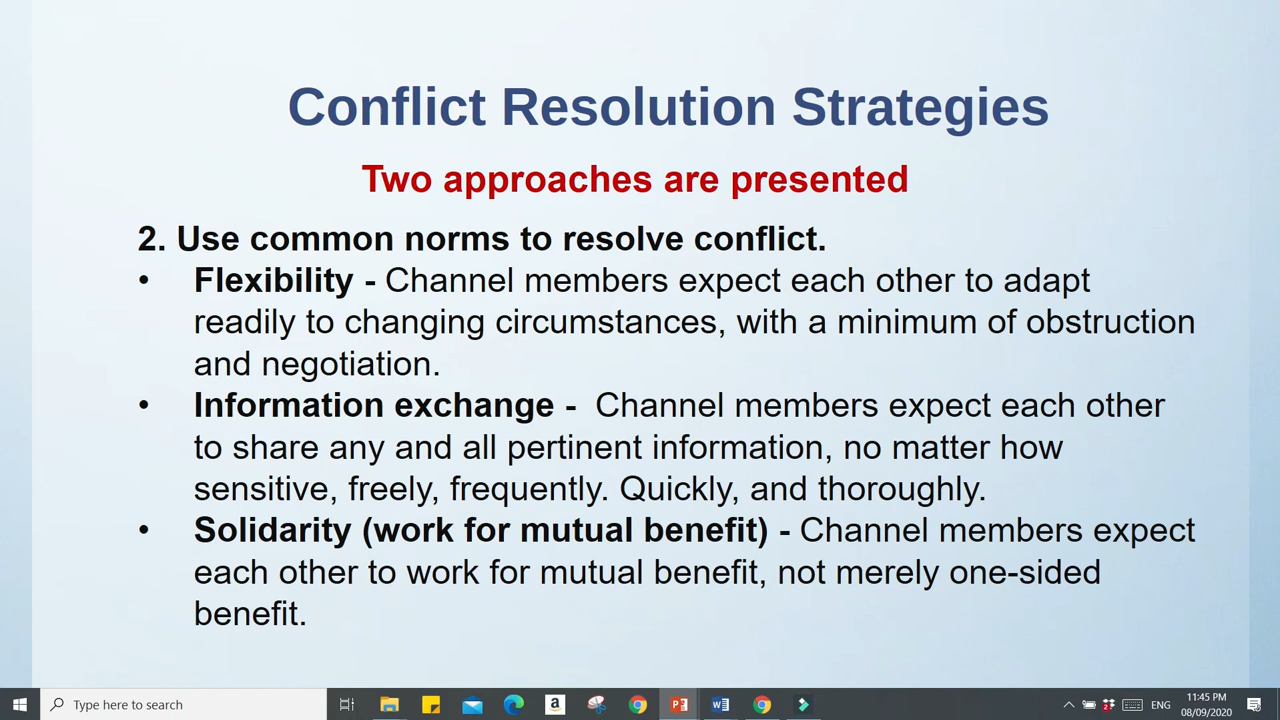 Conflict Resolution Strategies
Two approaches are presented
2. Use common norms to resolve conflict.
• Flexibility - Channel members expect each other to adapt
readily to changing circumstances, with a minimum of obstruction
and negotiation.
• Information exchange - Channel members expect each other
to share any and all pertinent information, no matter how
sensitive, freely, frequently. Quickly, and thoroughly.
• Solidarity (work for mutual benefit) - Channel members expect
each other to work for mutual benefit, not merely one-sided
benefit.
Type here to search
ENG
11:45 PM
08/09/2020